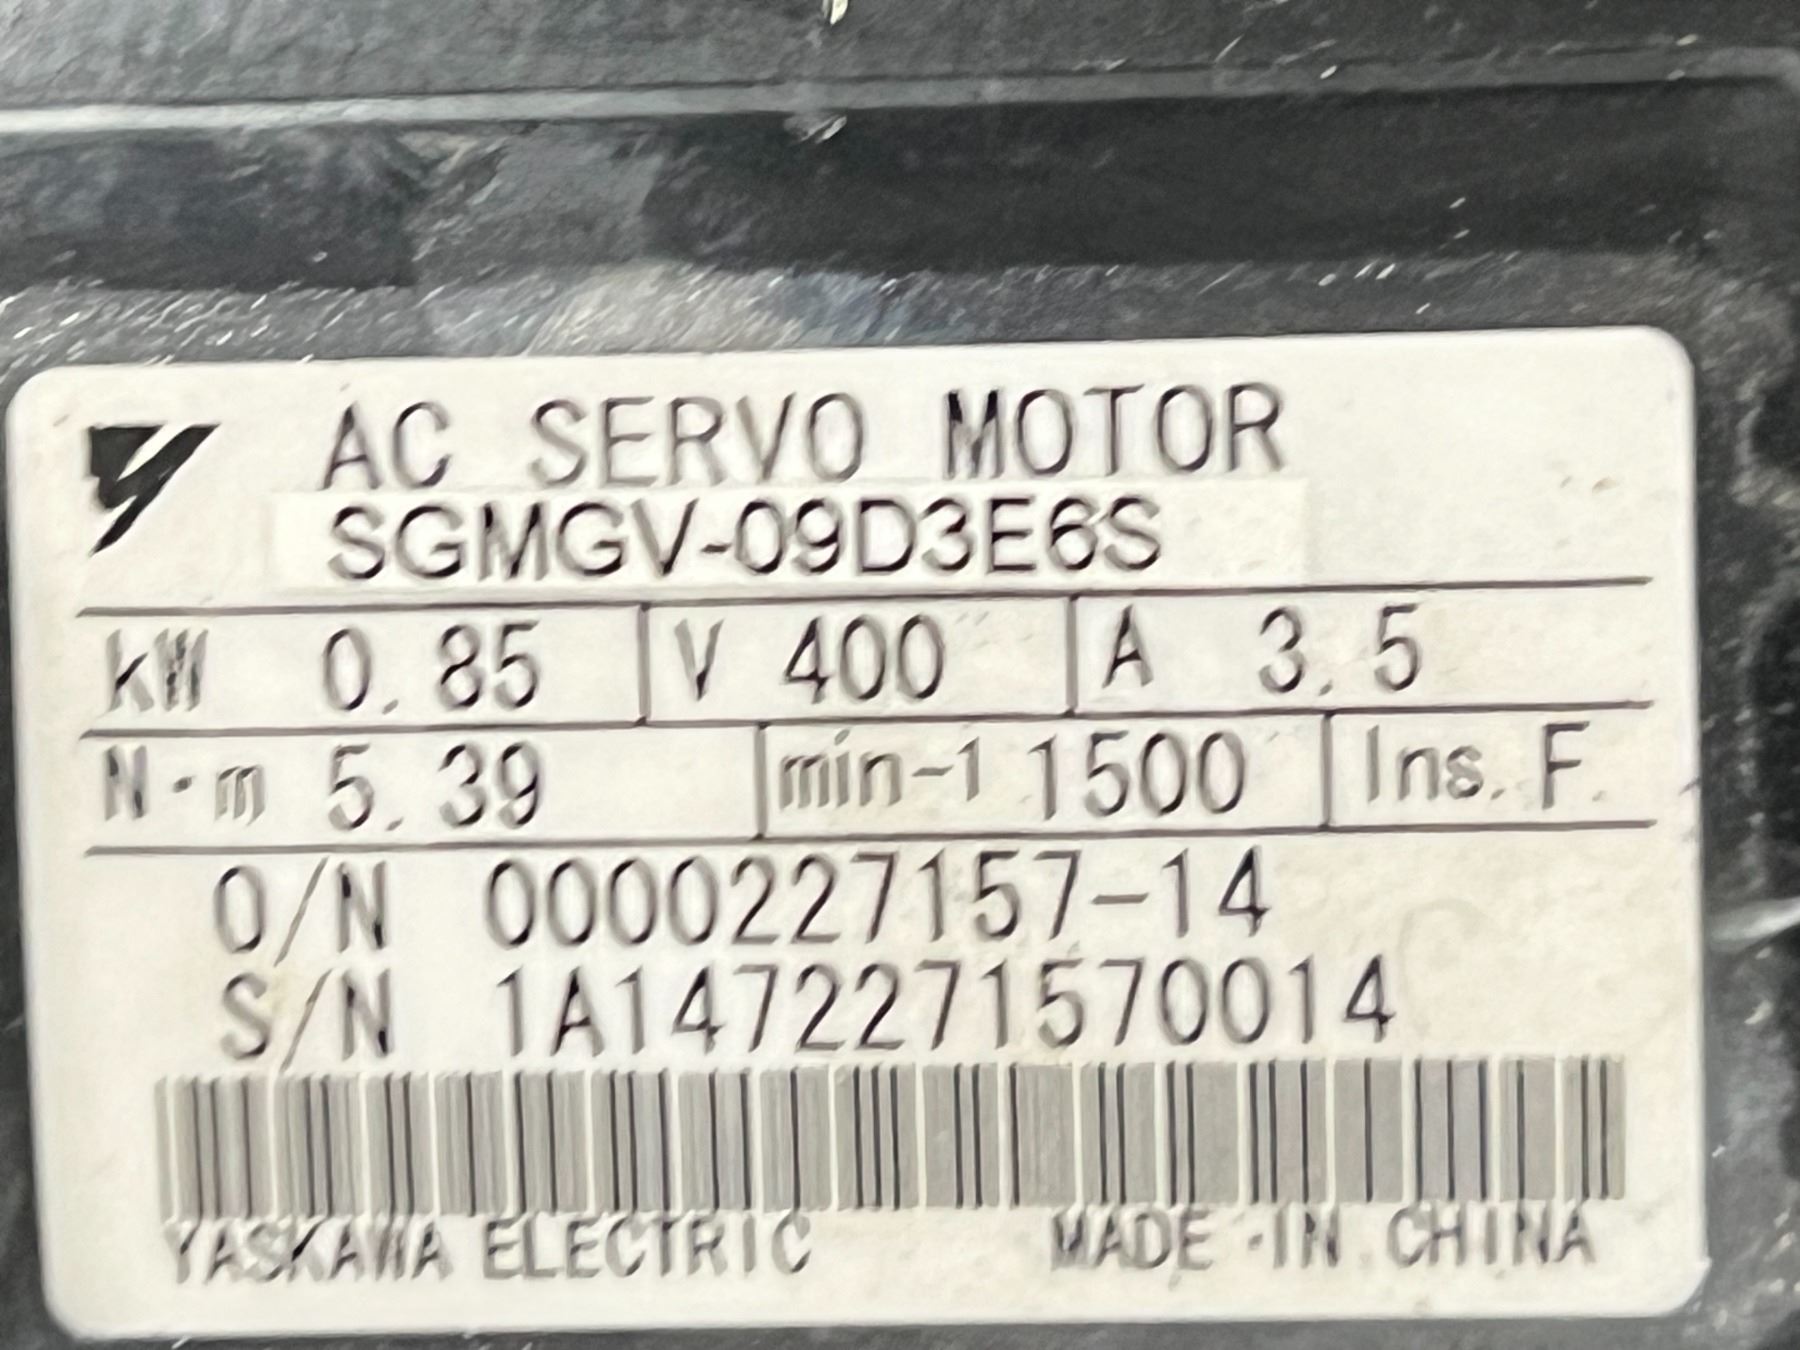 AC SERVO MOTOR
SGMGV-09D3E6S
kW 0.85 V 400 A 3.5
N·m 5.39 min-1 1500 Ins. F
O/N 0000227157-14
S/N 1A1472271570014
YASKAWA ELECTRIC MADE IN CHINA